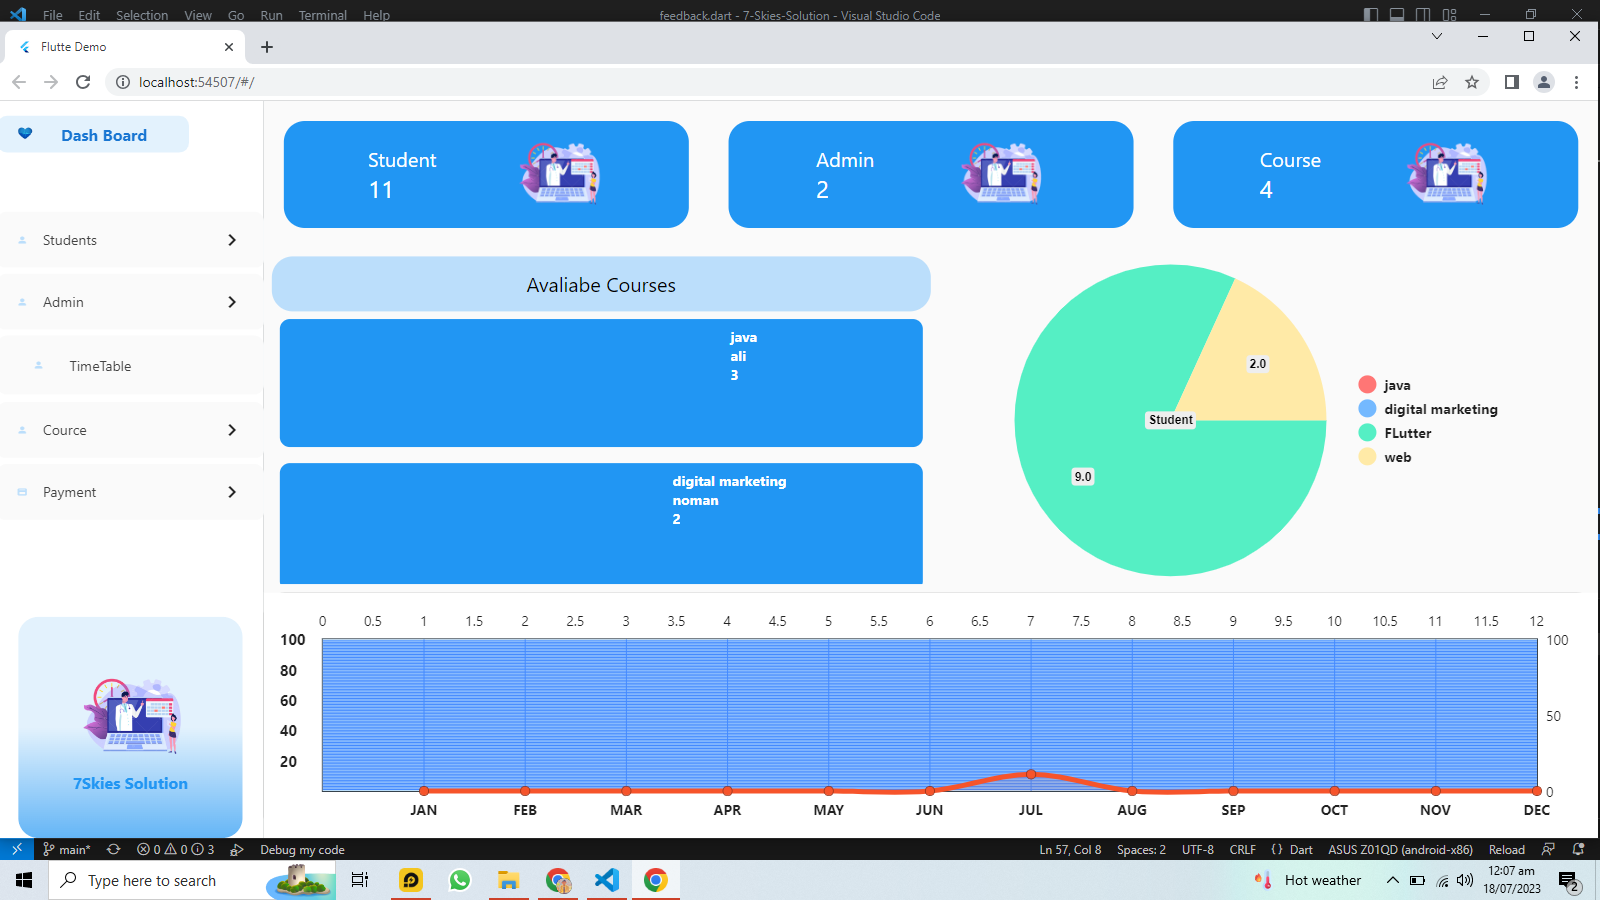 File Edit Selection View Go Run Terminal Help
feedback.dart - 7-Skies-Solution - Visual Studio Code
Flutte Demo
localhost:54507/#/
Dash Board
Students
Admin
TimeTable
Cource
Payment
7Skies Solution
Student
11
Admin
2
Course
4
Avaliabe Courses
java
ali
3
digital marketing
noman
2
2.0
Student
9.0
java
digital marketing
FLutter
web
0 0.5 1 1.5 2 2.5 3 3.5 4 4.5 5 5.5 6 6.5 7 7.5 8 8.5 9 9.5 10 10.5 11 11.5 12
100 100
80
60 50
40
20
0
JAN FEB MAR APR MAY JUN JUL AUG SEP OCT NOV DEC
main* 0 0 3 Debug my code Ln 57, Col 8 Spaces: 2 UTF-8 CRLF {} Dart ASUS Z01QD (android-x86) Reload
Type here to search
Hot weather
12:07 am
18/07/2023
2